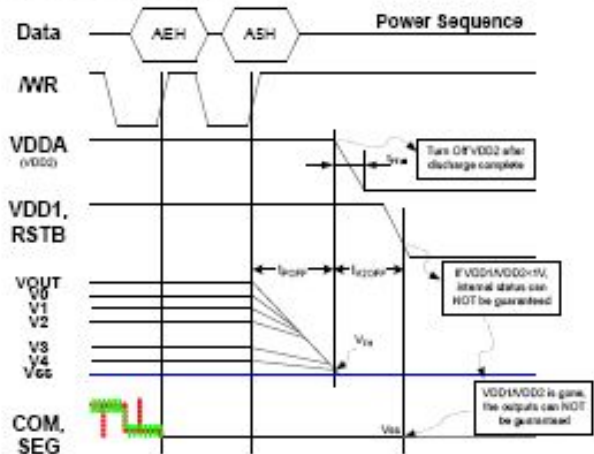 Power Sequence
Data
AEH
A5H
/WR
VDDA
(VDD2)
Turn Off VDD2 after
discharge complete
VDD1,
RSTB
tPOFF
tV2OFF
If VDD1/VDD2<1V,
internal status can
NOT be guaranteed
VOUT
V0
V1
V2
V3
V4
VSS
VDD1/VDD2 is gone,
the outputs can NOT
be guaranteed
VSS
COM,
SEG